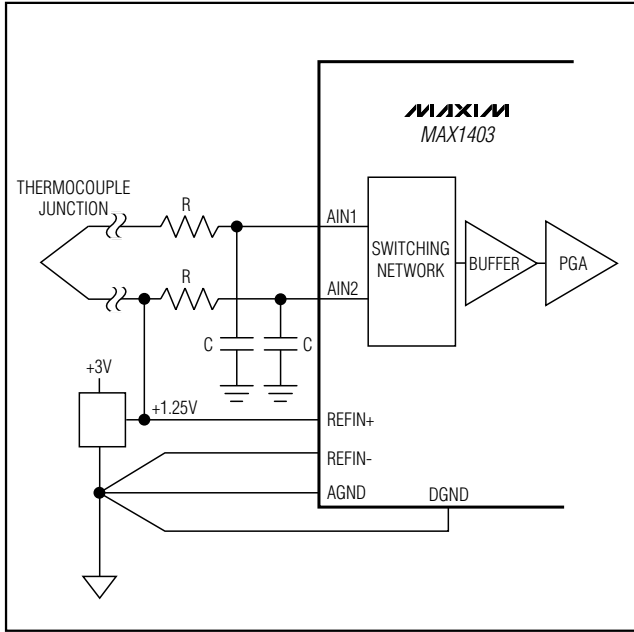 MAXIM
MAX1403
THERMOCOUPLE
JUNCTION
R
AIN1
SWITCHING
NETWORK
BUFFER
PGA
R
AIN2
C
C
+3V
+1.25V
REFIN+
REFIN-
AGND
DGND